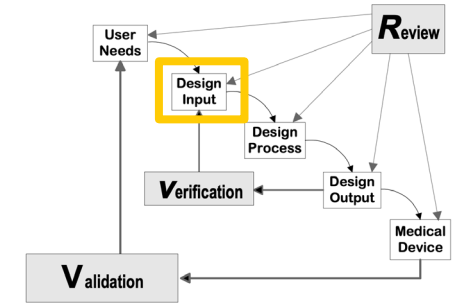 User
Needs
Review
Design
Input
Design
Process
Verification
Design
Output
Medical
Device
Validation